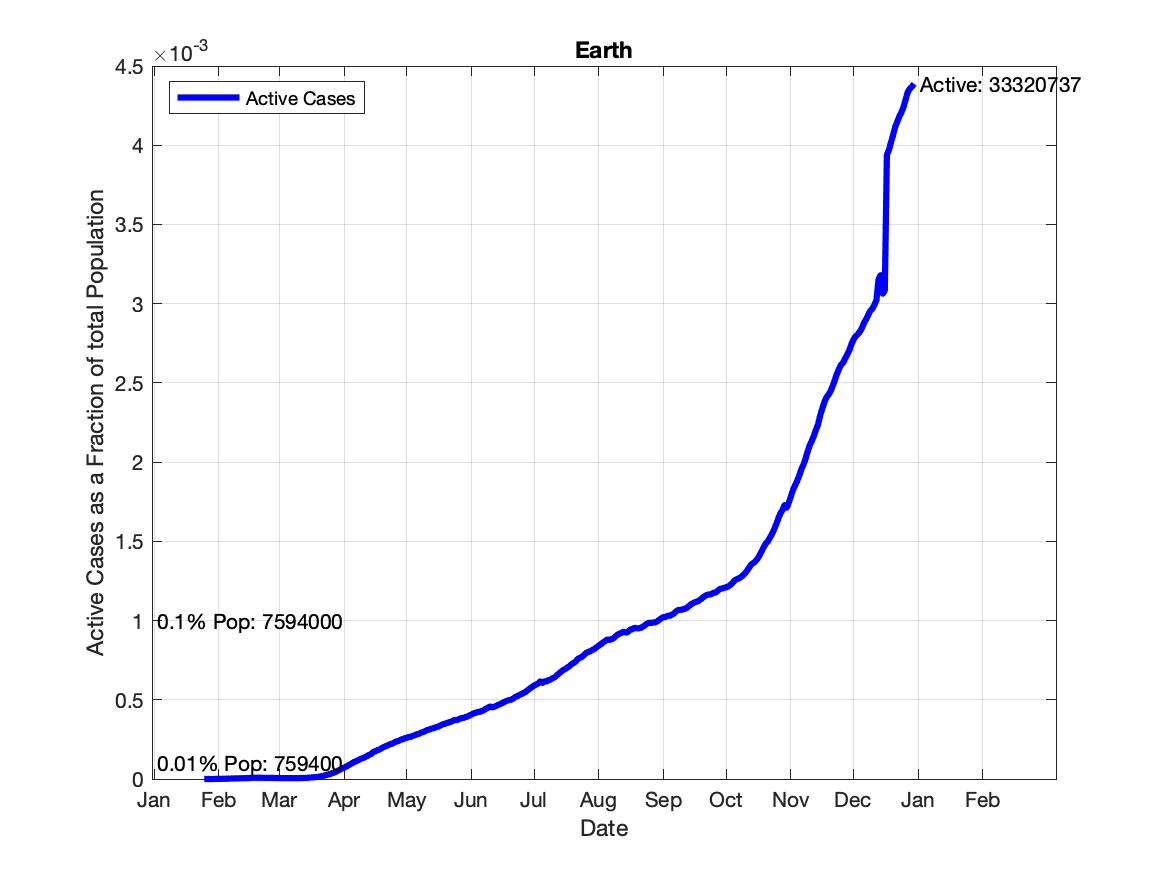 Earth
×10-3
4.5
4
3.5
3
2.5
2
1.5
1
0.5
0
Active Cases as a Fraction of total Population
Active Cases
Active: 33320737
0.1% Pop: 7594000
0.01% Pop: 759400
Jan Feb Mar Apr May Jun Jul Aug Sep Oct Nov Dec Jan Feb
Date